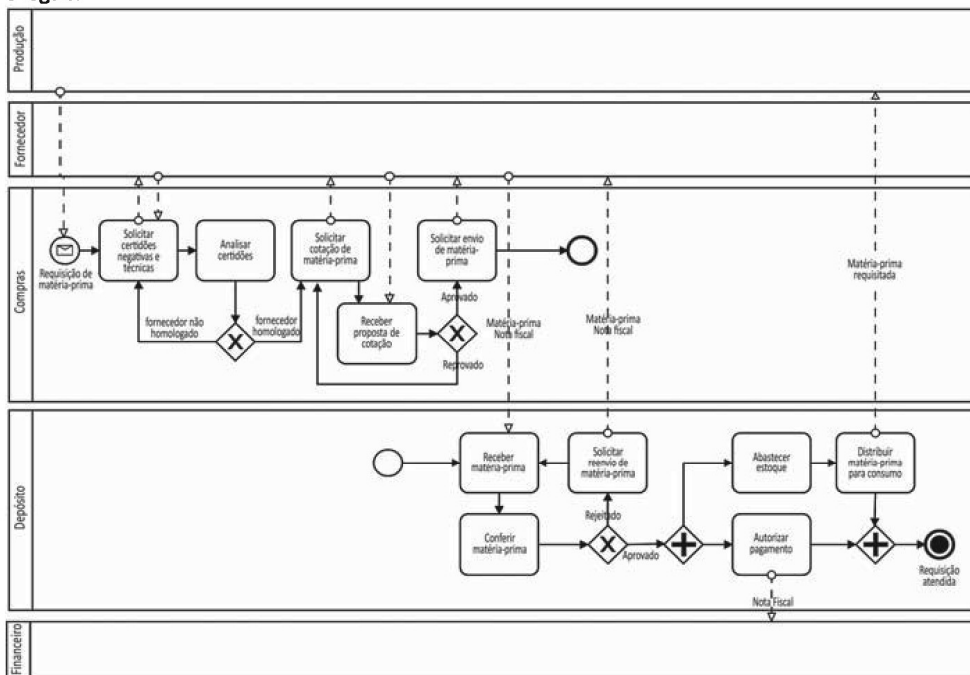 Produção
Fornecedor
Compras
Requisição de
matéria-prima
Solicitar
certidões
negativas e
técnicas
Analisar
certidões
fornecedor não
homologado
fornecedor
homologado
Solicitar
cotação de
matéria-prima
Receber
proposta de
cotação
Solicitar envio
de matéria-
prima
Aprovado
Reprovado
Matéria-prima
Nota fiscal
Matéria-prima
Nota fiscal
Matéria-prima
requisitada
Depósito
Receber
matéria-prima
Solicitar
reenvio de
matéria-prima
Conferir
matéria-prima
Rejeitado
Aprovado
Abastecer
estoque
Distribuir
matéria-prima
para consumo
Autorizar
pagamento
Requisição
atendida
Nota Fiscal
Financeiro